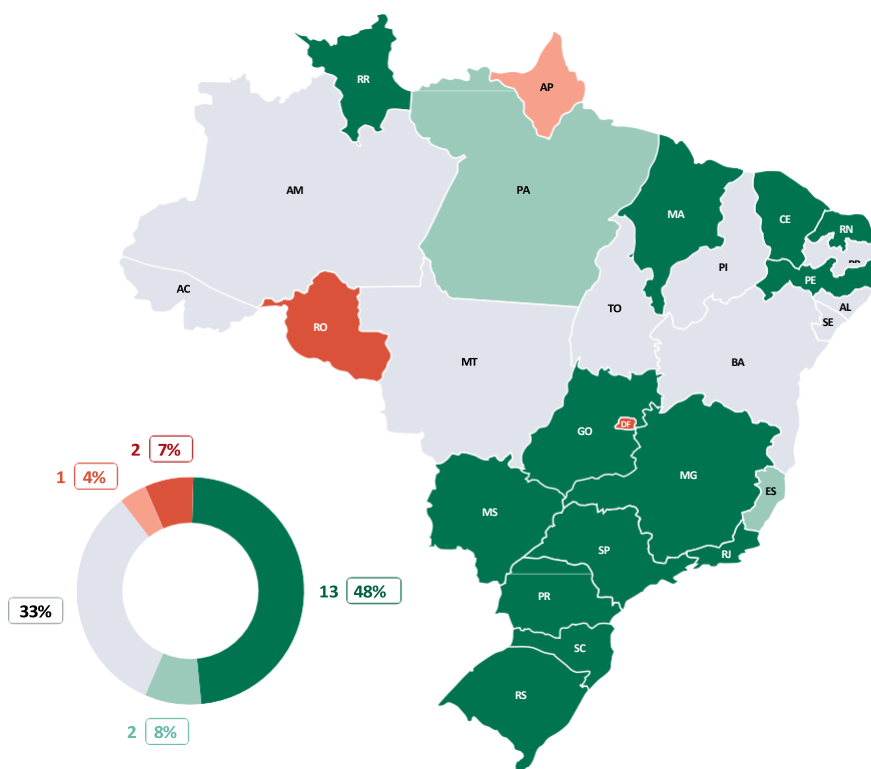 RR
AP
AM
PA
MA
CE
RN
PI
PE
AC
TO
AL
SE
RO
MT
BA
GO
DF
MG
ES
MS
SP
RJ
PR
SC
RS
2 7%
1 4%
13 48%
33%
2 8%